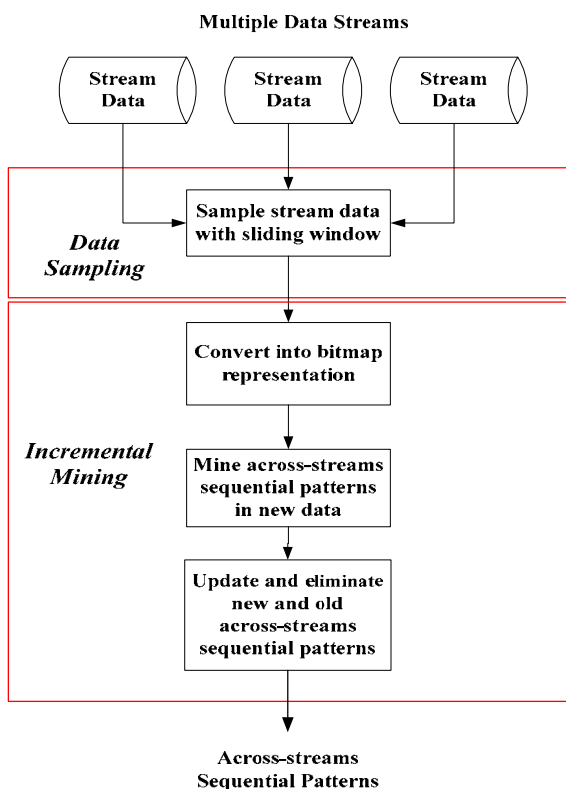 Multiple Data Streams
Stream
Data
Stream
Data
Stream
Data
Sample stream data
with sliding window
Data
Sampling
Convert into bitmap
representation
Incremental
Mining
Mine across-streams
sequential patterns
in new data
Update and eliminate
new and old
across-streams
sequential patterns
Across-streams
Sequential Patterns